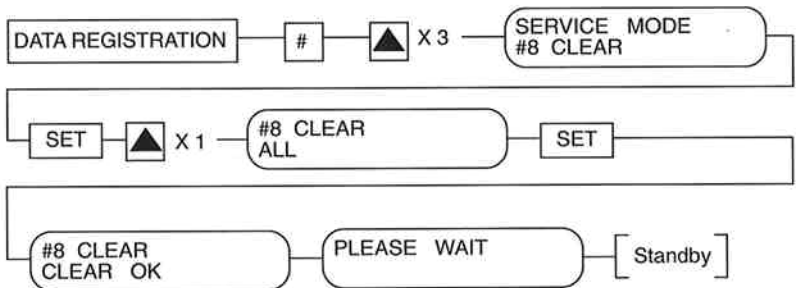 DATA REGISTRATION
#
▲ X 3
SERVICE MODE
#8 CLEAR
SET
▲ X 1
#8 CLEAR
ALL
SET
#8 CLEAR
CLEAR OK
PLEASE WAIT
[Standby]